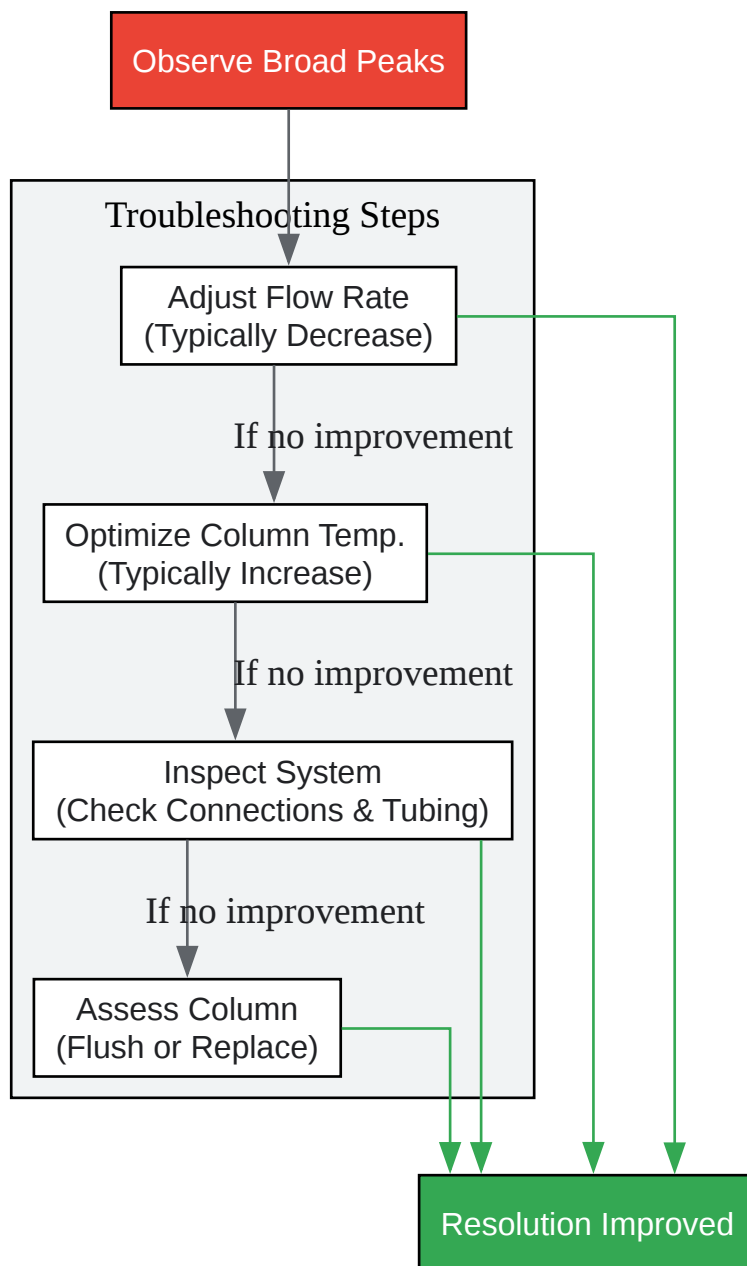 Observe Broad Peaks
Troubleshooting Steps
Adjust Flow Rate
(Typically Decrease)
If no improvement
Optimize Column Temp.
(Typically Increase)
If no improvement
Inspect System
(Check Connections & Tubing)
If no improvement
Assess Column
(Flush or Replace)
Resolution Improved